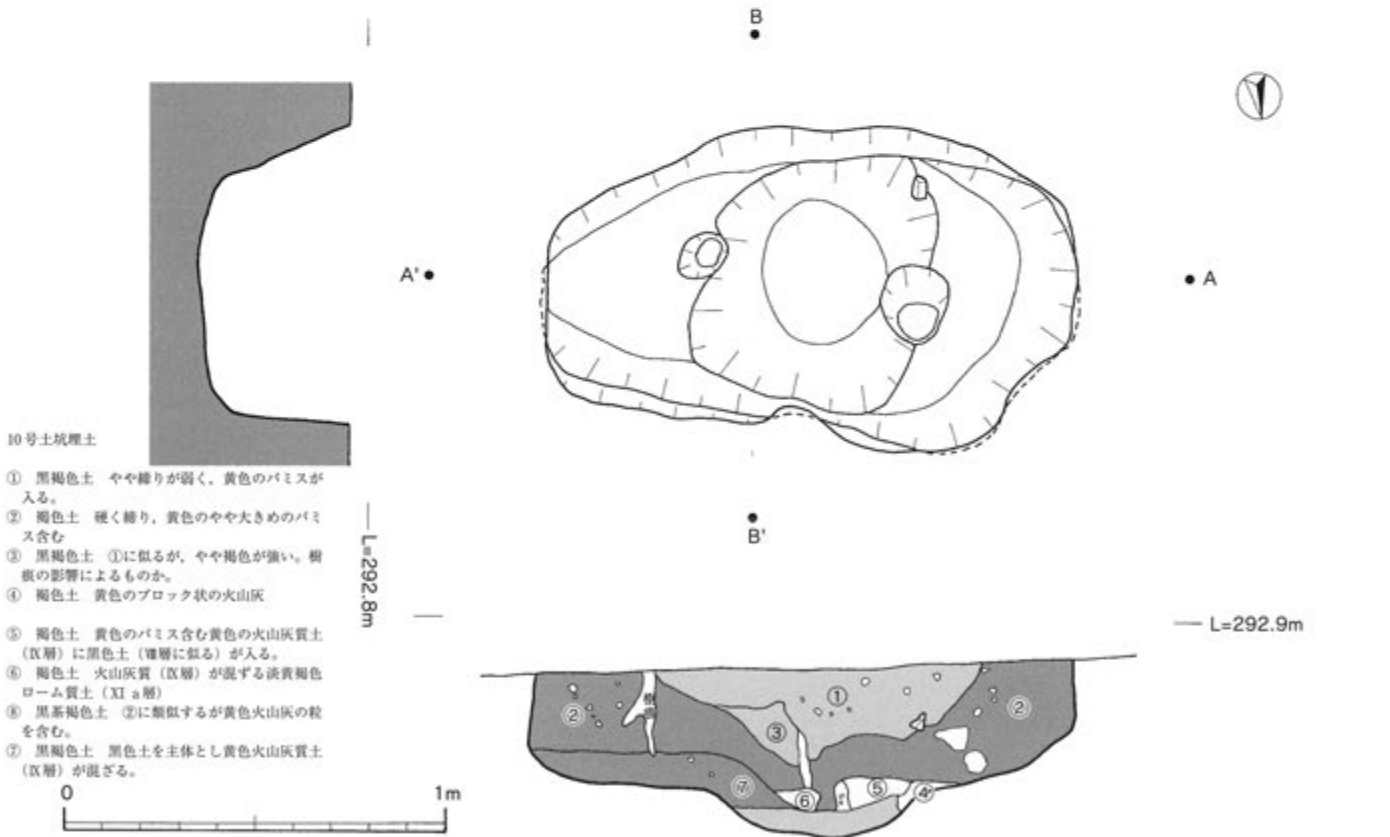 B
A'
A
B'
L=292.8m
L=292.9m
10号土坑埋土
① 黒褐色土 やや締りが弱く、黄色のパミスが
入る。
② 褐色土 硬く締り，黄色のやや大きめのパミ
ス含む
③ 黒褐色土 ①に似るが，やや褐色が強い。樹
痕の影響によるものか。
④ 褐色土 黄色のブロック状の火山灰
⑤ 褐色土 黄色のパミス含む黄色の火山灰質土
(Ⅸ層) に黒色土 (Ⅷ層に似る) が入る。
⑥ 褐色土 火山灰質 (Ⅸ層) が混ずる淡黄褐色
ローム質土 (XI a層)
⑧ 黒茶褐色土 ②に類似するが黄色火山灰の粒
を含む。
⑦ 黒褐色土 黒色土を主体とし黄色火山灰質土
(Ⅸ層) が混ざる。
0 1m
② 樹痕 ① ②
③
⑦ ⑥ ⑤ ④